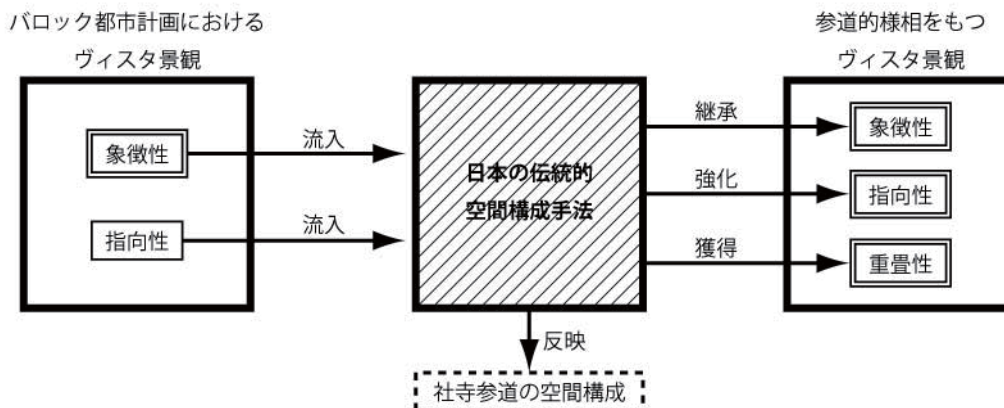 バロック都市計画における
ヴィスタ景観
象徴性
指向性
流入
流入
日本の伝統的
空間構成手法
反映
社寺参道の空間構成
継承
強化
獲得
参道的様相をもつ
ヴィスタ景観
象徴性
指向性
重畳性